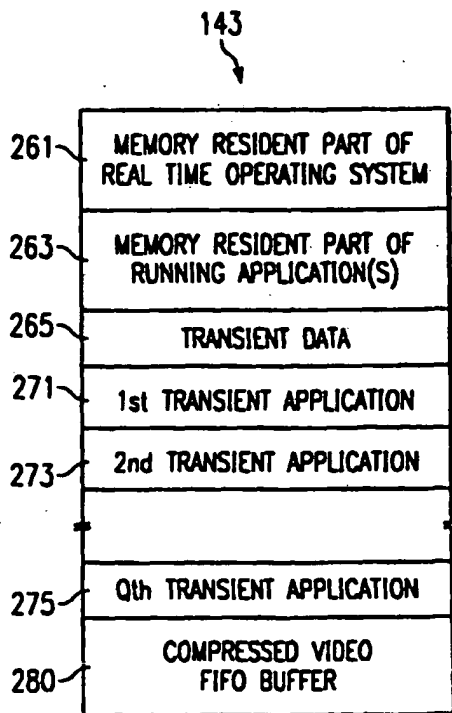 143
261
MEMORY RESIDENT PART OF
REAL TIME OPERATING SYSTEM
263
MEMORY RESIDENT PART OF
RUNNING APPLICATION(S)
265
TRANSIENT DATA
271
1st TRANSIENT APPLICATION
273
2nd TRANSIENT APPLICATION
275
Qth TRANSIENT APPLICATION
280
COMPRESSED VIDEO
FIFO BUFFER